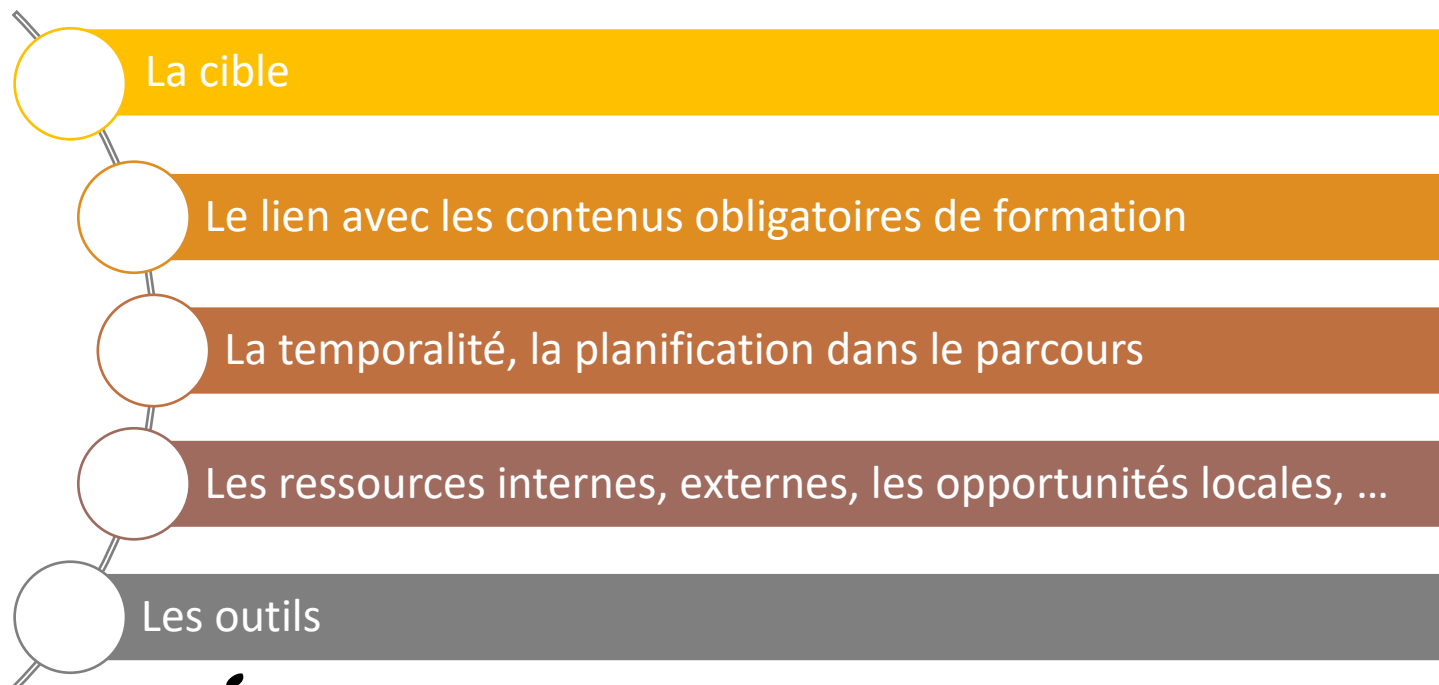 La cible
Le lien avec les contenus obligatoires de formation
La temporalité, la planification dans le parcours
Les ressources internes, externes, les opportunités locales, …
Les outils